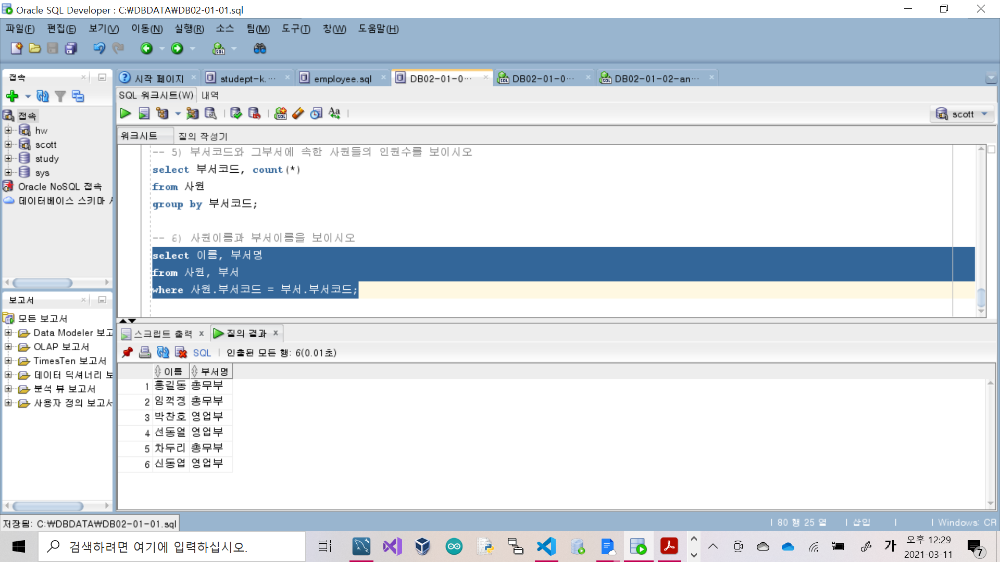 Oracle SQL Developer : C:₩DBDATA₩DB02-01-01.sql
파일(F) 편집(E) 보기(V) 이동(N) 실행(R) 소스 팀(M) 도구(T) 창(W) 도움말(H)
접속
시작 페이지 studept-k.… employee.sql DB02-01-0… DB02-01-0… DB02-01-02-an…
SQL 워크시트(W) 내역
scott
접속
hw
scott
study
sys
Oracle NoSQL 접속
데이터베이스 스키마
워크시트 질의 작성기
-- 5) 부서코드와 그부서에 속한 사원들의 인원수를 보이시오
select 부서코드, count(*)
from 사원
group by 부서코드;
-- 6) 사원이름과 부서이름을 보이시오
select 이름, 부서명
from 사원, 부서
where 사원.부서코드 = 부서.부서코드;
보고서
모든 보고서
Data Modeler 보고
OLAP 보고서
TimesTen 보고서
데이터 딕셔너리 보
분석 뷰 보고서
사용자 정의 보고서
스크립트 출력 질의 결과
SQL 인출된 모든 행: 6(0.01초)
이름 부서명
1 홍길동 총무부
2 임꺽정 총무부
3 박찬호 영업부
4 선동열 영업부
5 차두리 총무부
6 신동엽 영업부
저장됨: C:₩DBDATA₩DB02-01-01.sql
80 행 25 열 산입 Windows: CR
검색하려면 여기에 입력하십시오.
가
오후 12:29
2021-03-11
7